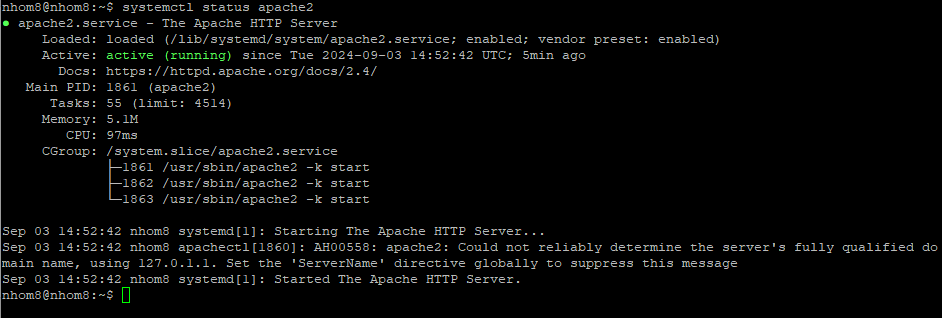 nhom8@nhom8:~$ systemctl status apache2
● apache2.service - The Apache HTTP Server
     Loaded: loaded (/lib/systemd/system/apache2.service; enabled; vendor preset: enabled)
     Active: active (running) since Tue 2024-09-03 14:52:42 UTC; 5min ago
       Docs: https://httpd.apache.org/docs/2.4/
   Main PID: 1861 (apache2)
      Tasks: 55 (limit: 4514)
     Memory: 5.1M
        CPU: 97ms
     CGroup: /system.slice/apache2.service
             ├─1861 /usr/sbin/apache2 -k start
             ├─1862 /usr/sbin/apache2 -k start
             └─1863 /usr/sbin/apache2 -k start

Sep 03 14:52:42 nhom8 systemd[1]: Starting The Apache HTTP Server...
Sep 03 14:52:42 nhom8 apachectl[1860]: AH00558: apache2: Could not reliably determine the server's fully qualified do
main name, using 127.0.1.1. Set the 'ServerName' directive globally to suppress this message
Sep 03 14:52:42 nhom8 systemd[1]: Started The Apache HTTP Server.
nhom8@nhom8:~$